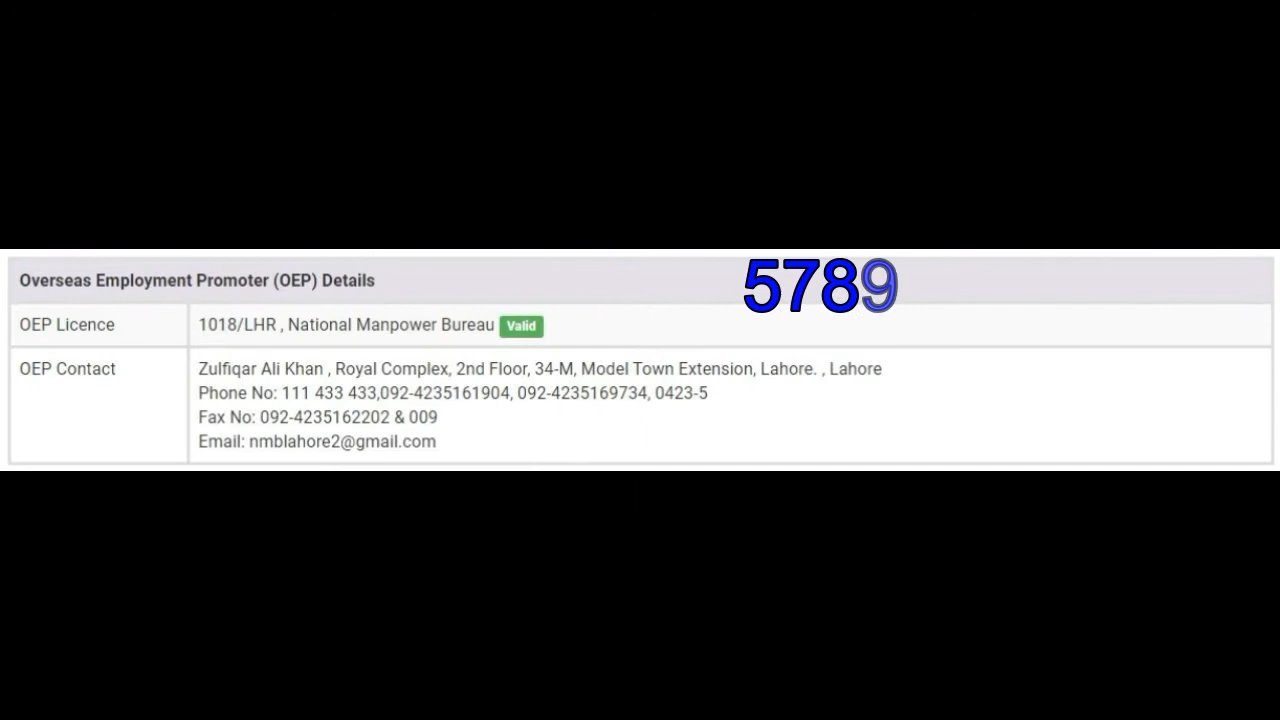 Overseas Employment Promoter (OEP) Details
5789
OEP Licence
1018/LHR , National Manpower Bureau Valid
OEP Contact
Zulfiqar Ali Khan , Royal Complex, 2nd Floor, 34-M, Model Town Extension, Lahore. , Lahore
Phone No: 111 433 433,092-4235161904, 092-4235169734, 0423-5
Fax No: 092-4235162202 & 009
Email: nmblahore2@gmail.com